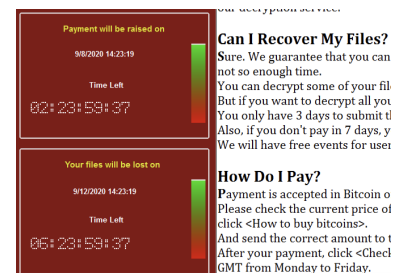 our decryption service.
Payment will be raised on
9/8/2020 14:23:19
Time Left
02:23:59:37
Your files will be lost on
9/12/2020 14:23:19
Time Left
06:23:59:37
Can I Recover My Files?
Sure. We guarantee that you can
not so enough time.
You can decrypt some of your fil
But if you want to decrypt all you
You only have 3 days to submit t
Also, if you don't pay in 7 days, y
We will have free events for user
How Do I Pay?
Payment is accepted in Bitcoin o
Please check the current price of
click <How to buy bitcoins>.
And send the correct amount to t
After your payment, click <Check
GMT from Monday to Friday.